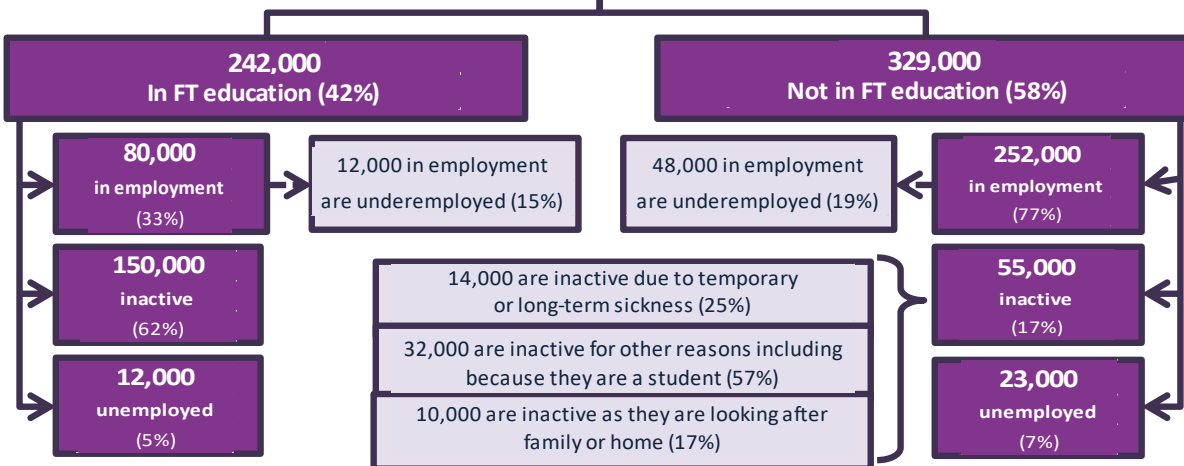 242,000
In FT education (42%)
329,000
Not in FT education (58%)
80,000
in employment
(33%)
12,000 in employment
are underemployed (15%)
48,000 in employment
are underemployed (19%)
252,000
in employment
(77%)
150,000
inactive
(62%)
14,000 are inactive due to temporary
or long-term sickness (25%)
32,000 are inactive for other reasons including
because they are a student (57%)
10,000 are inactive as they are looking after
family or home (17%)
55,000
inactive
(17%)
12,000
unemployed
(5%)
23,000
unemployed
(7%)